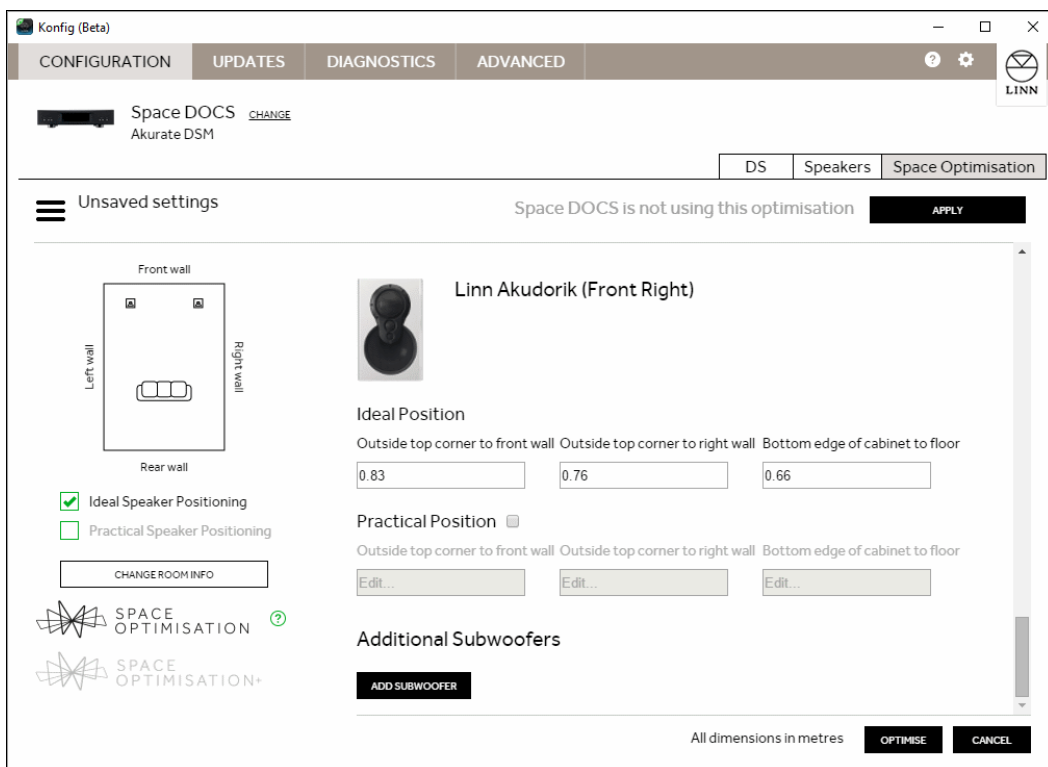 Konfig (Beta)
CONFIGURATION UPDATES DIAGNOSTICS ADVANCED
?
LINN
Space DOCS CHANGE
Akurate DSM
DS Speakers Space Optimisation
Unsaved settings
Space DOCS is not using this optimisation APPLY
Front wall
Left wall
Right wall
Rear wall
Ideal Speaker Positioning
Practical Speaker Positioning
CHANGE ROOM INFO
SPACE
OPTIMISATION ?
SPACE
OPTIMISATION+
Linn Akudorik (Front Right)
Ideal Position
Outside top corner to front wall Outside top corner to right wall Bottom edge of cabinet to floor
0.83 0.76 0.66
Practical Position
Outside top corner to front wall Outside top corner to right wall Bottom edge of cabinet to floor
Edit... Edit... Edit...
Additional Subwoofers
ADD SUBWOOFER
All dimensions in metres OPTIMISE CANCEL